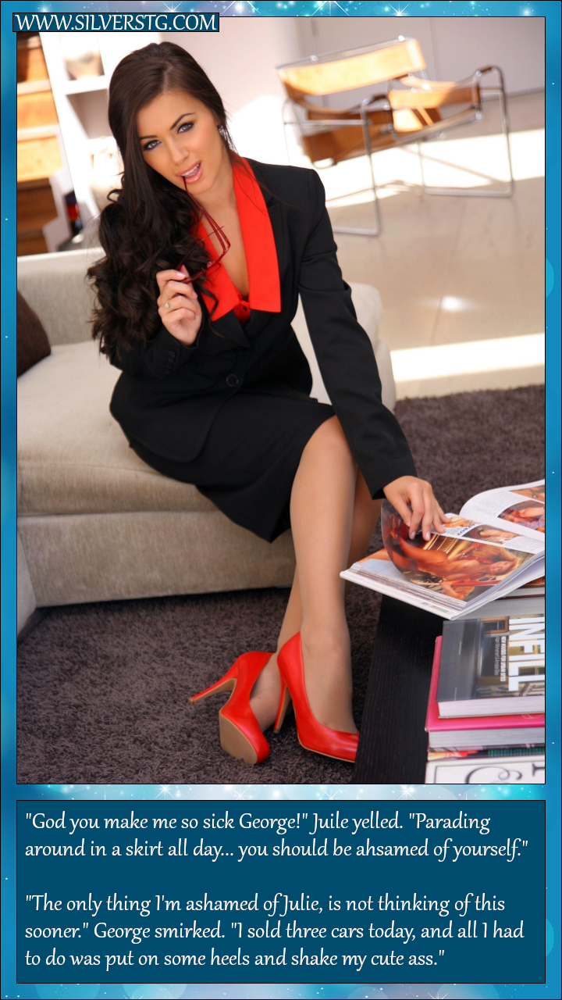 WWW.SILVERSTG.COM
INFILL
"God you make me so sick George!" Juile yelled. "Parading
around in a skirt all day... you should be ahsamed of yourself."
"The only thing I'm ashamed of Julie, is not thinking of this
sooner." George smirked. "I sold three cars today, and all I had
to do was put on some heels and shake my cute ass."